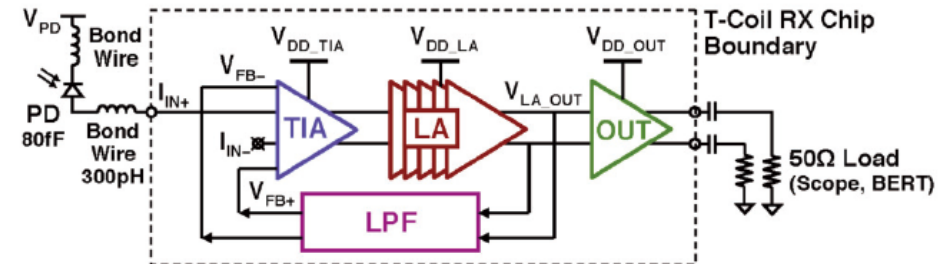 V_PD
Bond
Wire
PD
80fF
Bond
Wire
300pH
I_IN+
I_IN-
V_FB-
V_FB+
V_DD_TIA
TIA
V_DD_LA
LA
V_LA_OUT
V_DD_OUT
OUT
LPF
T-Coil RX Chip
Boundary
50Ω Load
(Scope, BERT)